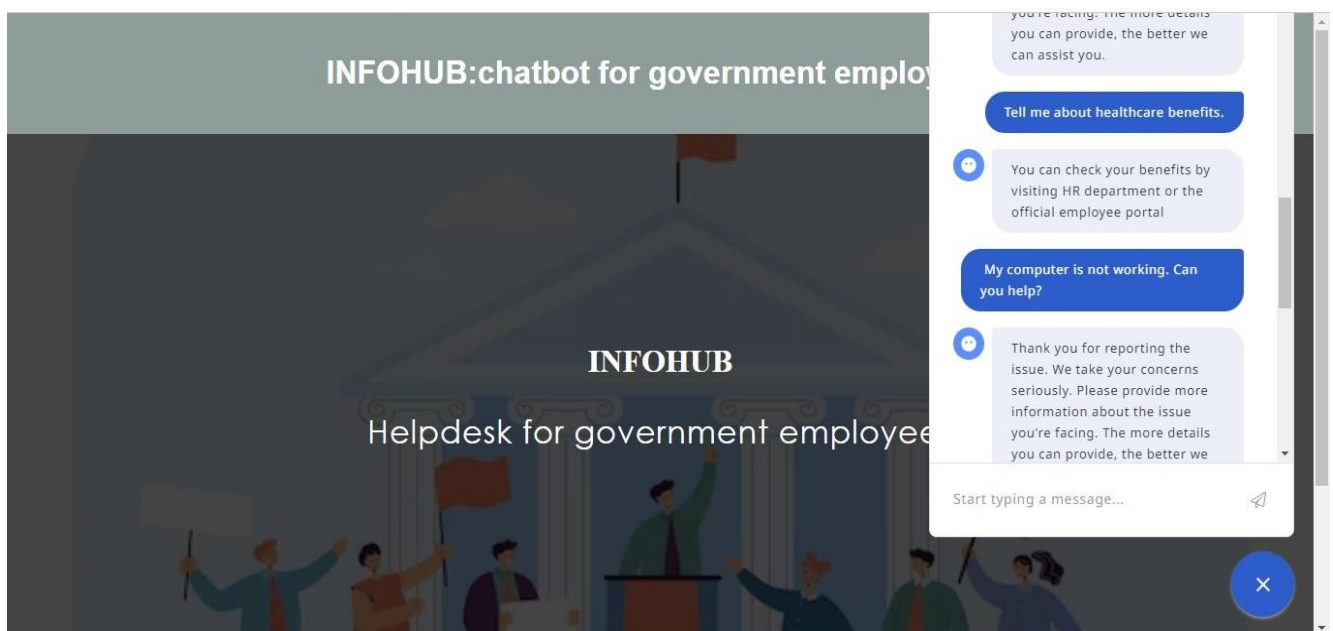 INFOHUB:chatbot for government employ
INFOHUB
Helpdesk for government employee
you're facing. The more details
you can provide, the better we
can assist you.
Tell me about healthcare benefits.
You can check your benefits by
visiting HR department or the
official employee portal
My computer is not working. Can
you help?
Thank you for reporting the
issue. We take your concerns
seriously. Please provide more
information about the issue
you're facing. The more details
you can provide, the better we
Start typing a message...